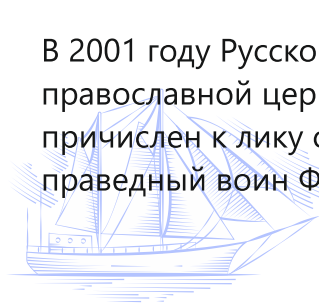 В 2001 году Русско
православной цер
причислен к лику с
праведный воин Ф